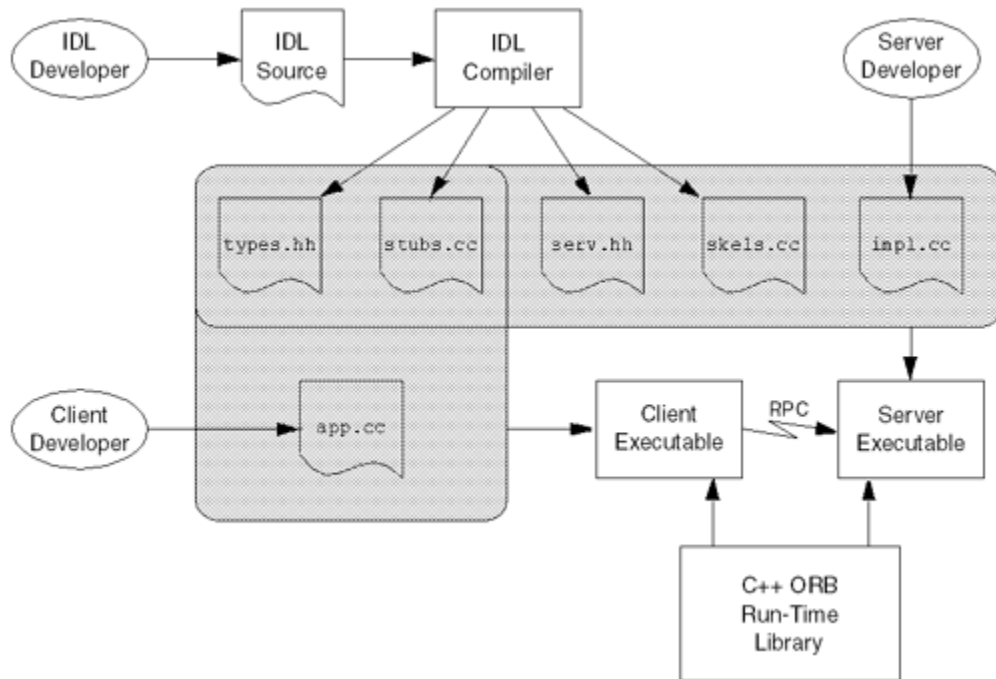 IDL
Developer
IDL
Source
IDL
Compiler
Server
Developer
types.hh
stubs.cc
serv.hh
skels.cc
impl.cc
Client
Developer
app.cc
Client
Executable
RPC
Server
Executable
C++ ORB
Run-Time
Library